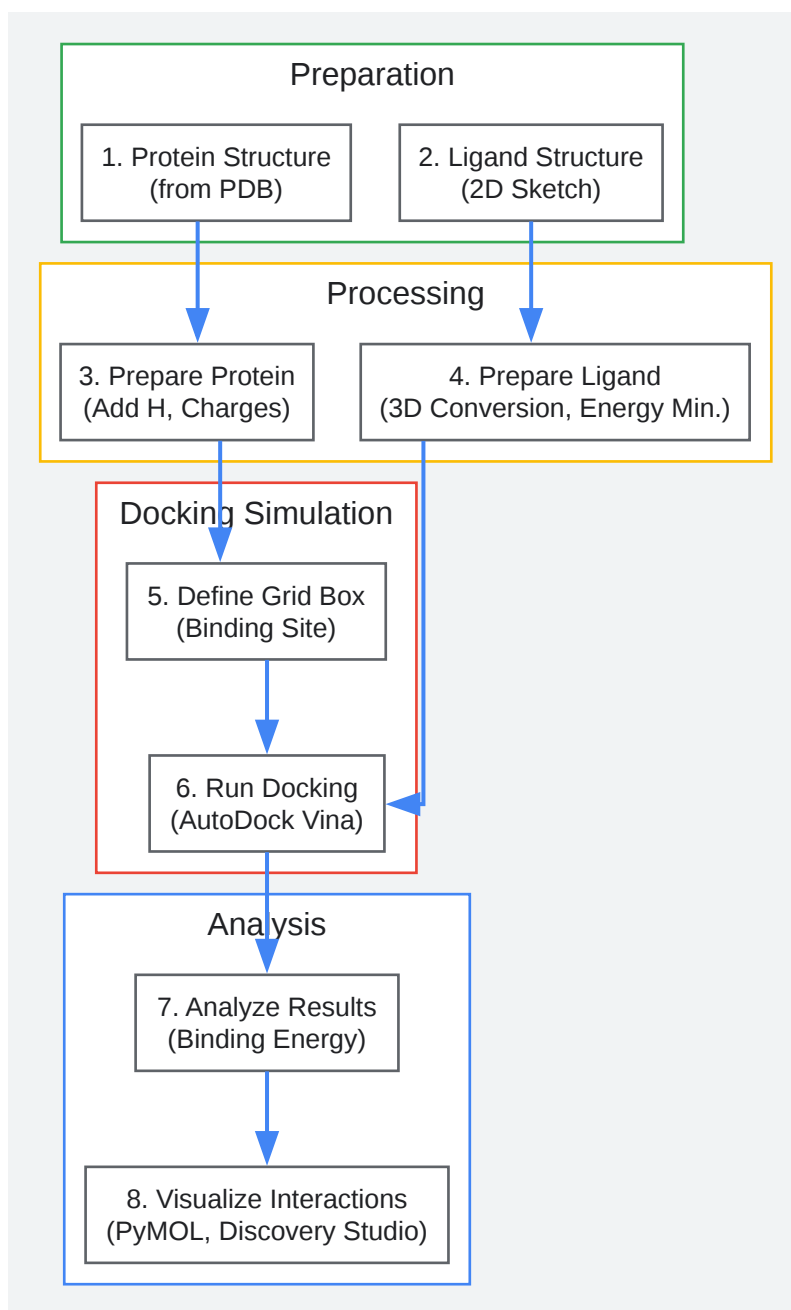 Preparation
1. Protein Structure
(from PDB)
2. Ligand Structure
(2D Sketch)
Processing
3. Prepare Protein
(Add H, Charges)
4. Prepare Ligand
(3D Conversion, Energy Min.)
Docking Simulation
5. Define Grid Box
(Binding Site)
6. Run Docking
(AutoDock Vina)
Analysis
7. Analyze Results
(Binding Energy)
8. Visualize Interactions
(PyMOL, Discovery Studio)